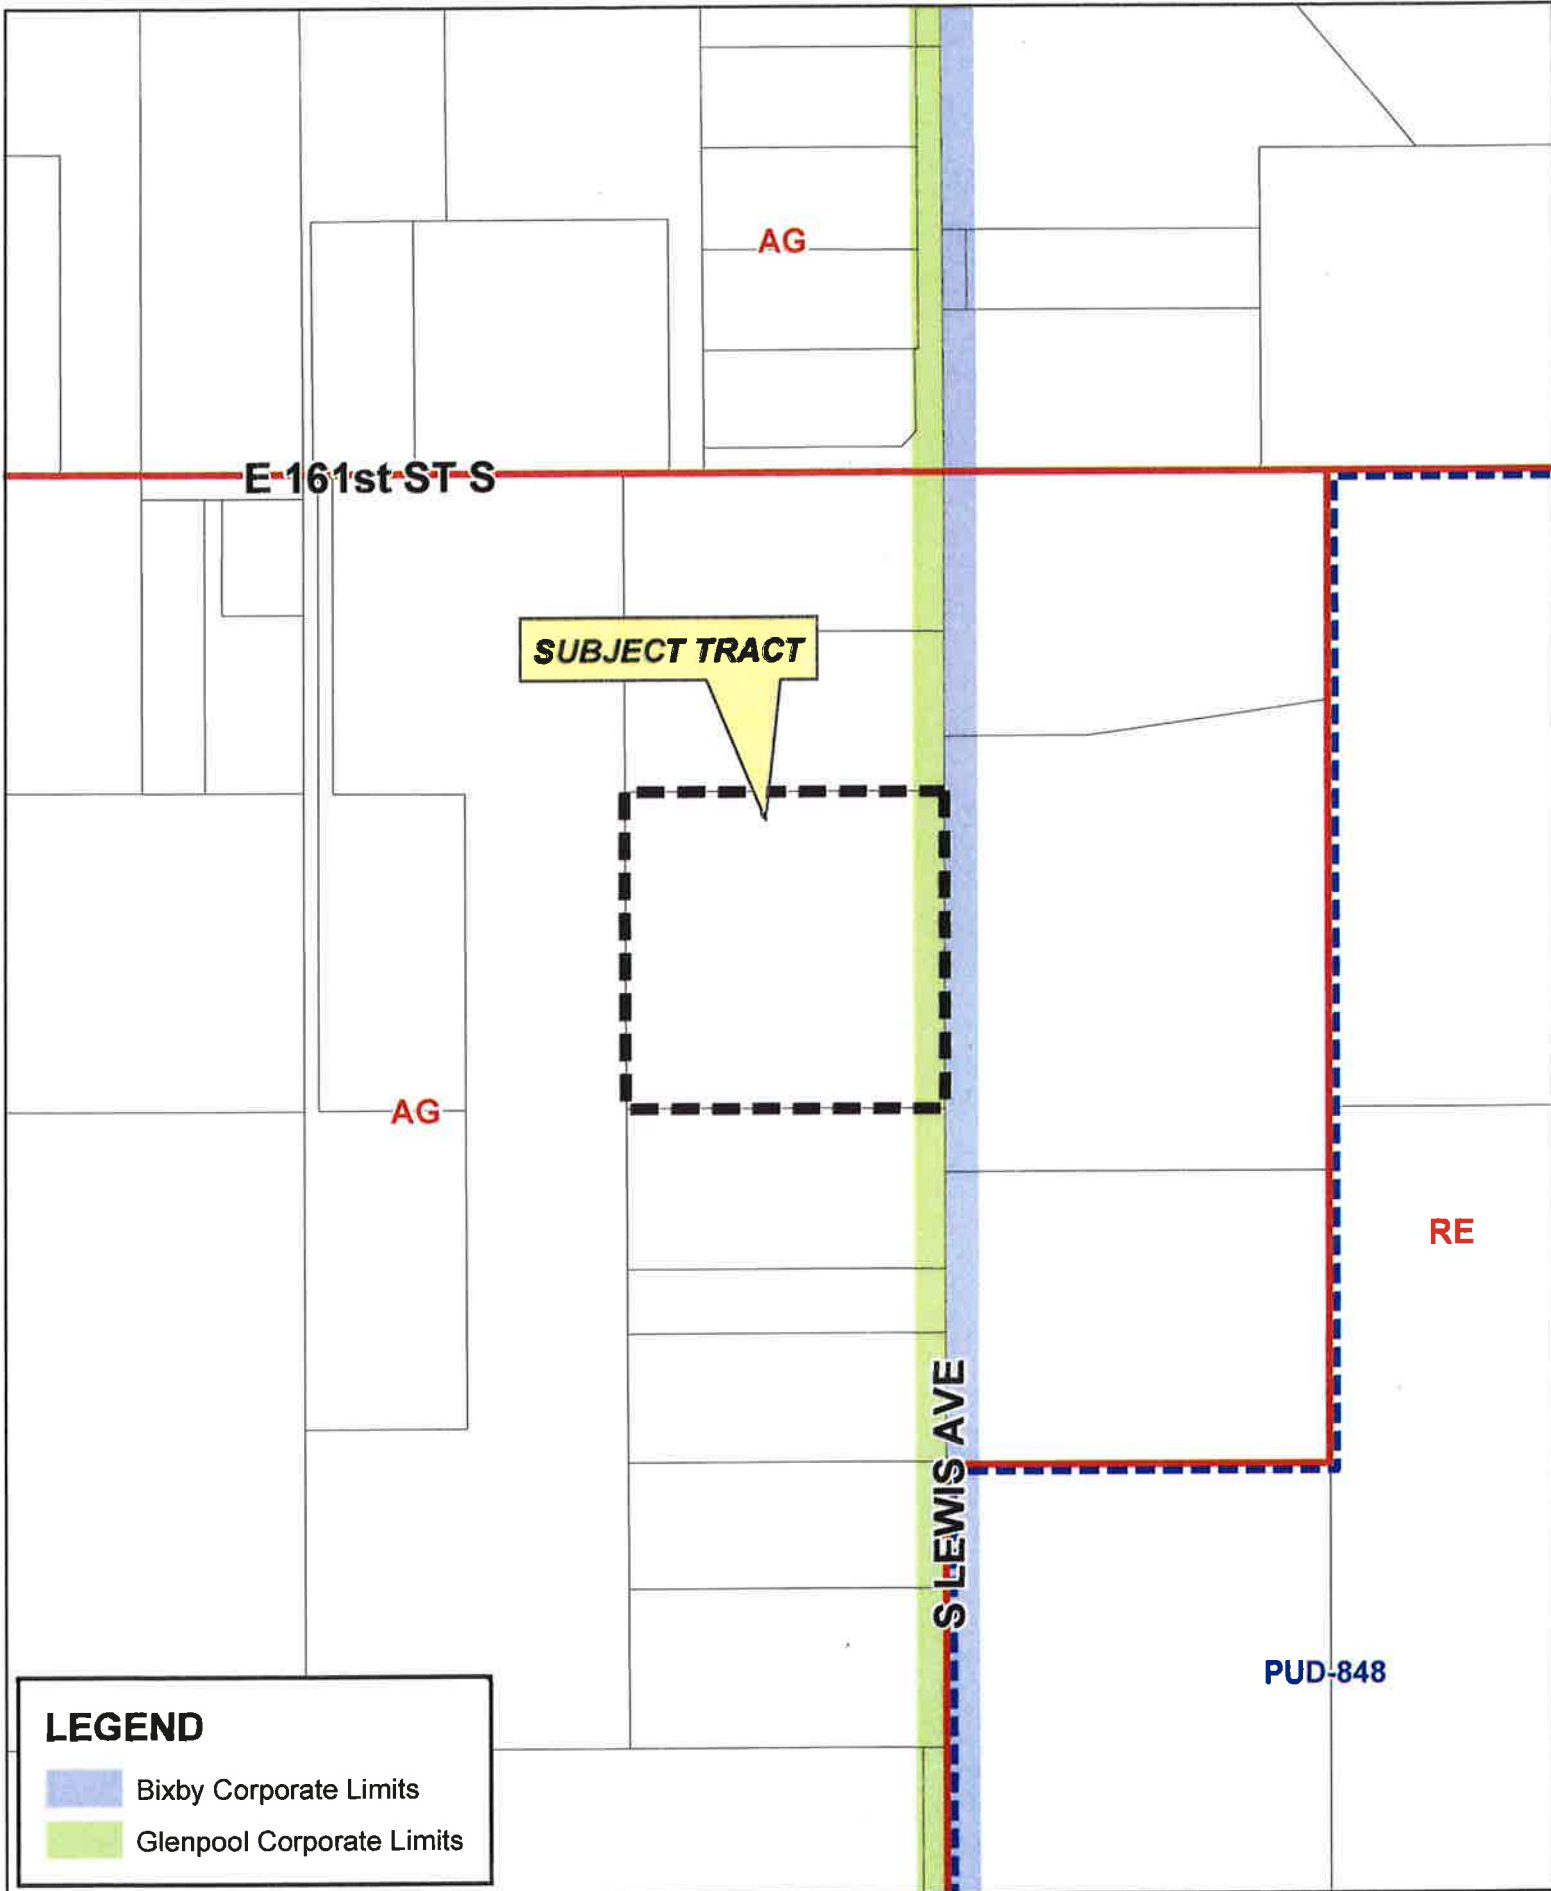 AG
E 161st ST S
SUBJECT TRACT
AG
RE
S LEWIS AVE
PUD-848
LEGEND
Bixby Corporate Limits
Glenpool Corporate Limits